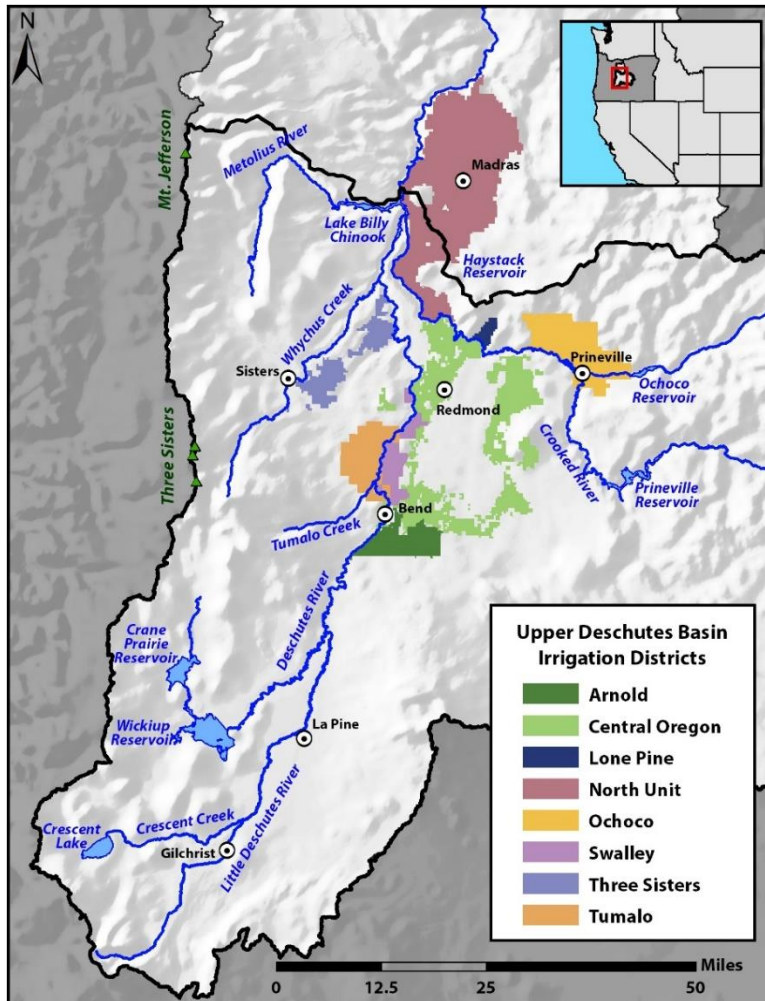 N
Mt. Jefferson
Metolius River
Madras
Lake Billy
Chinook
Haystack
Reservoir
Whychus Creek
Sisters
Prineville
Ochoco
Reservoir
Redmond
Three Sisters
Crooked River
Prineville
Reservoir
Bend
Tumalo Creek
Deschutes River
Crane
Prairie
Reservoir
Wickiup
Reservoir
La Pine
Crescent Creek
Crescent
Lake
Gilchrist
Little Deschutes River
Upper Deschutes Basin
Irrigation Districts
Arnold
Central Oregon
Lone Pine
North Unit
Ochoco
Swalley
Three Sisters
Tumalo
Miles
0 12.5 25 50